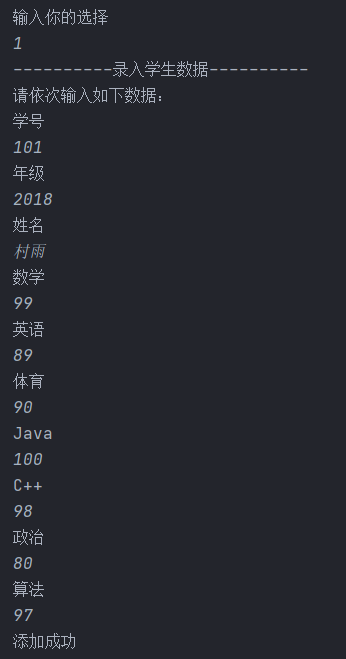 输入你的选择
1
----------录入学生数据----------
请依次输入如下数据：
学号
101
年级
2018
姓名
村雨
数学
99
英语
89
体育
90
Java
100
C++
98
政治
80
算法
97
添加成功